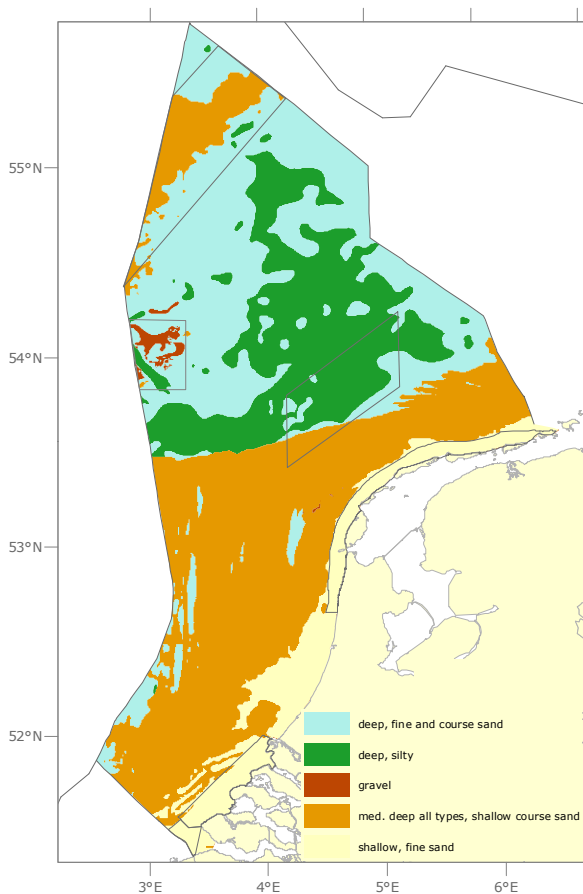 55°N
54°N
53°N
52°N
deep, fine and course sand
deep, silty
gravel
med. deep all types, shallow course sand
shallow, fine sand
3°E 4°E 5°E 6°E